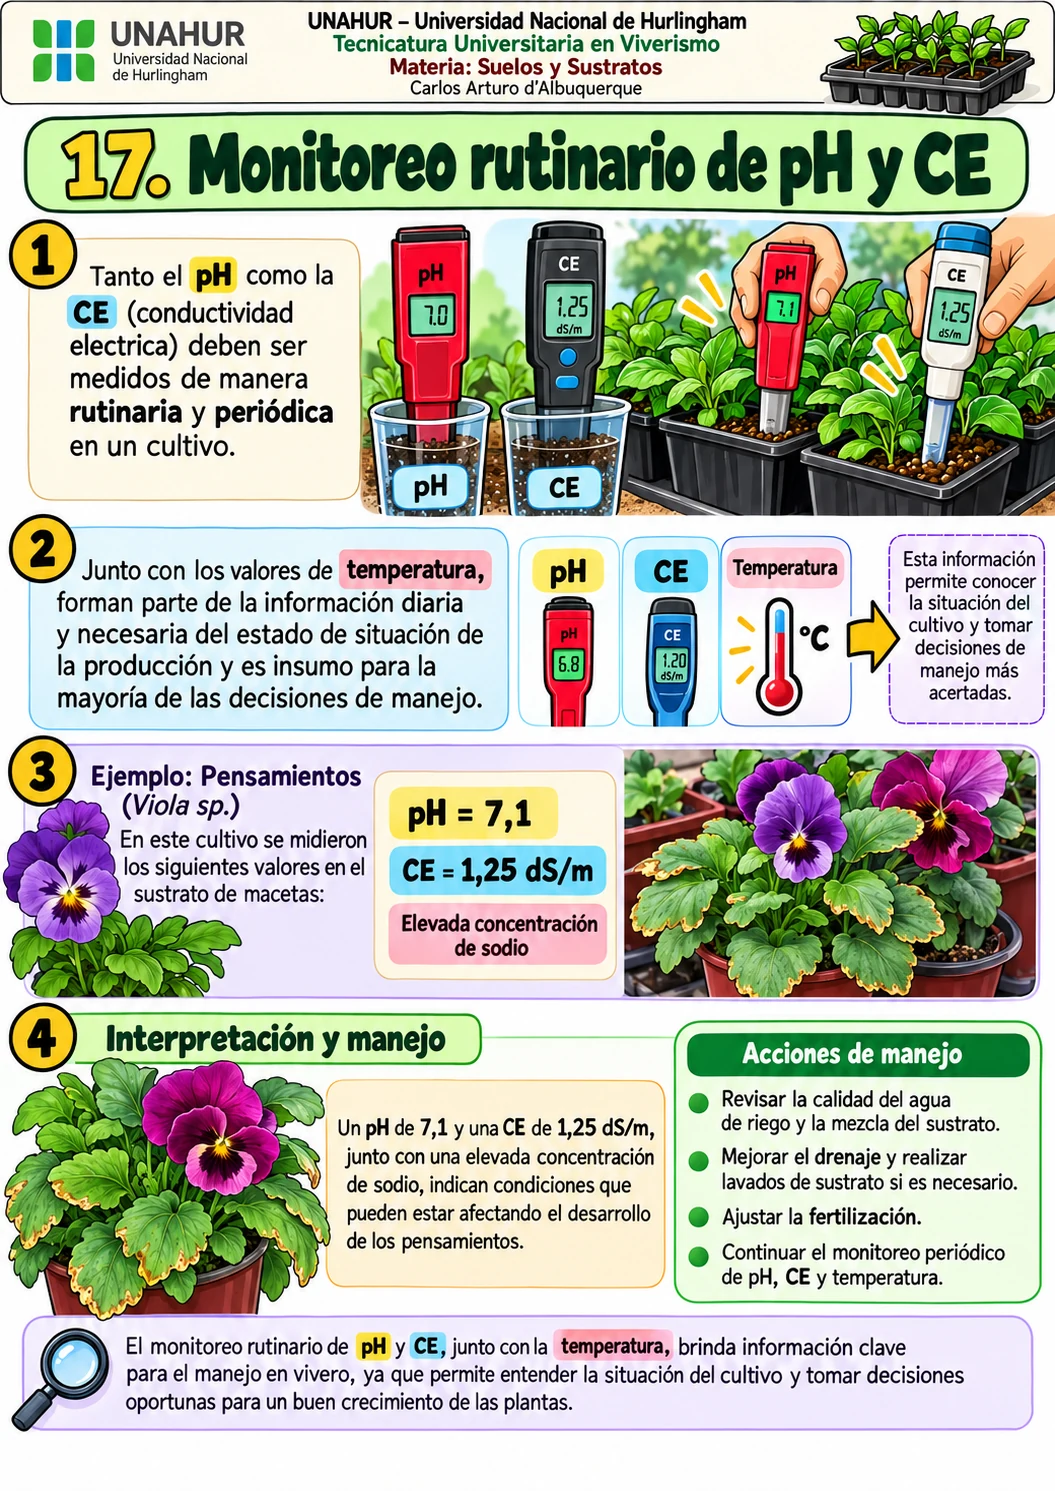 UNAHUR
Universidad Nacional
de Hurlingham
UNAHUR – Universidad Nacional de Hurlingham
Tecnicatura Universitaria en Viverismo
Materia: Suelos y Sustratos
Carlos Arturo d'Albuquerque
17. Monitoreo rutinario de pH y CE
1
Tanto el pH como la
CE (conductividad
electrica) deben ser
medidos de manera
rutinaria y periódica
en un cultivo.
pH
7.0
CE
1.25
dS/m
pH
CE
pH
7.1
CE
1.25
dS/m
2
Junto con los valores de temperatura,
forman parte de la información diaria
y necesaria del estado de situación de
la producción y es insumo para la
mayoría de las decisiones de manejo.
pH
pH
6.8
CE
CE
1.20
dS/m
Temperatura
°C
Esta información
permite conocer
la situación del
cultivo y tomar
decisiones de
manejo más
acertadas.
3
Ejemplo: Pensamientos
(Viola sp.)
En este cultivo se midieron
los siguientes valores en el
sustrato de macetas:
pH = 7,1
CE = 1,25 dS/m
Elevada concentración
de sodio
4
Interpretación y manejo
Un pH de 7,1 y una CE de 1,25 dS/m,
junto con una elevada concentración
de sodio, indican condiciones que
pueden estar afectando el desarrollo
de los pensamientos.
Acciones de manejo
Revisar la calidad del agua
de riego y la mezcla del sustrato.
Mejorar el drenaje y realizar
lavados de sustrato si es necesario.
Ajustar la fertilización.
Continuar el monitoreo periódico
de pH, CE y temperatura.
El monitoreo rutinario de pH y CE, junto con la temperatura, brinda información clave
para el manejo en vivero, ya que permite entender la situación del cultivo y tomar decisiones
oportunas para un buen crecimiento de las plantas.